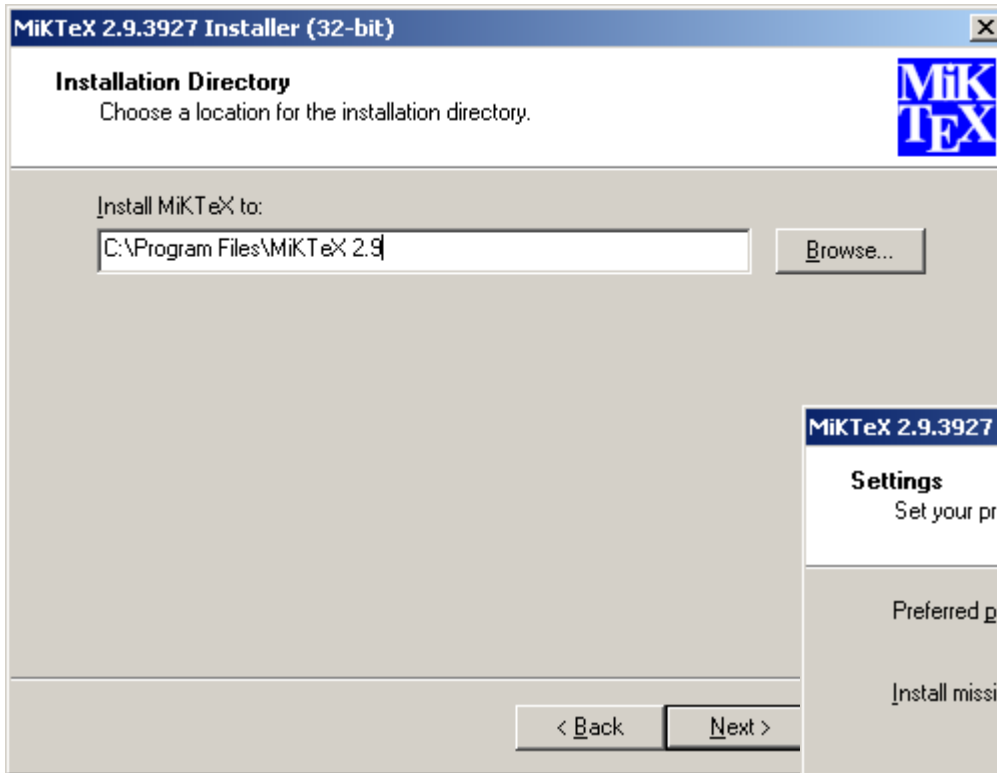 MiKTeX 2.9.3927 Installer (32-bit)
Installation Directory
Choose a location for the installation directory.
MiK
TEX
Install MiKTeX to:
C:\Program Files\MiKTeX 2.9
Browse...
< Back
Next >
MiKTeX 2.9.3927
Settings
Set your pr
Preferred p
Install missi